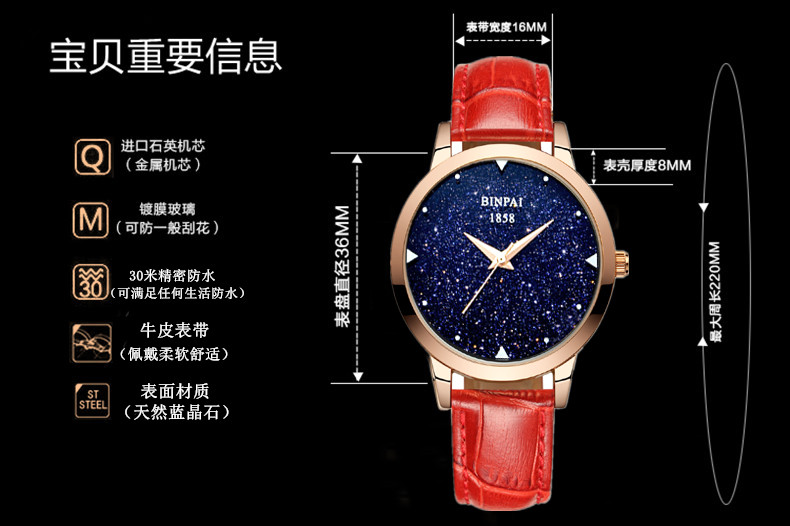 宝贝重要信息
表带宽度16MM
Q
进口石英机芯
（金属机芯）
表壳厚度8MM
M
镀膜玻璃
（可防一般刮花）
BINPAI
1858
表盘直径36MM
最大周长220MM
30
30米精密防水
（可满足任何生活防水）
牛皮表带
（佩戴柔软舒适）
ST
STEEL
表面材质
（天然蓝晶石）